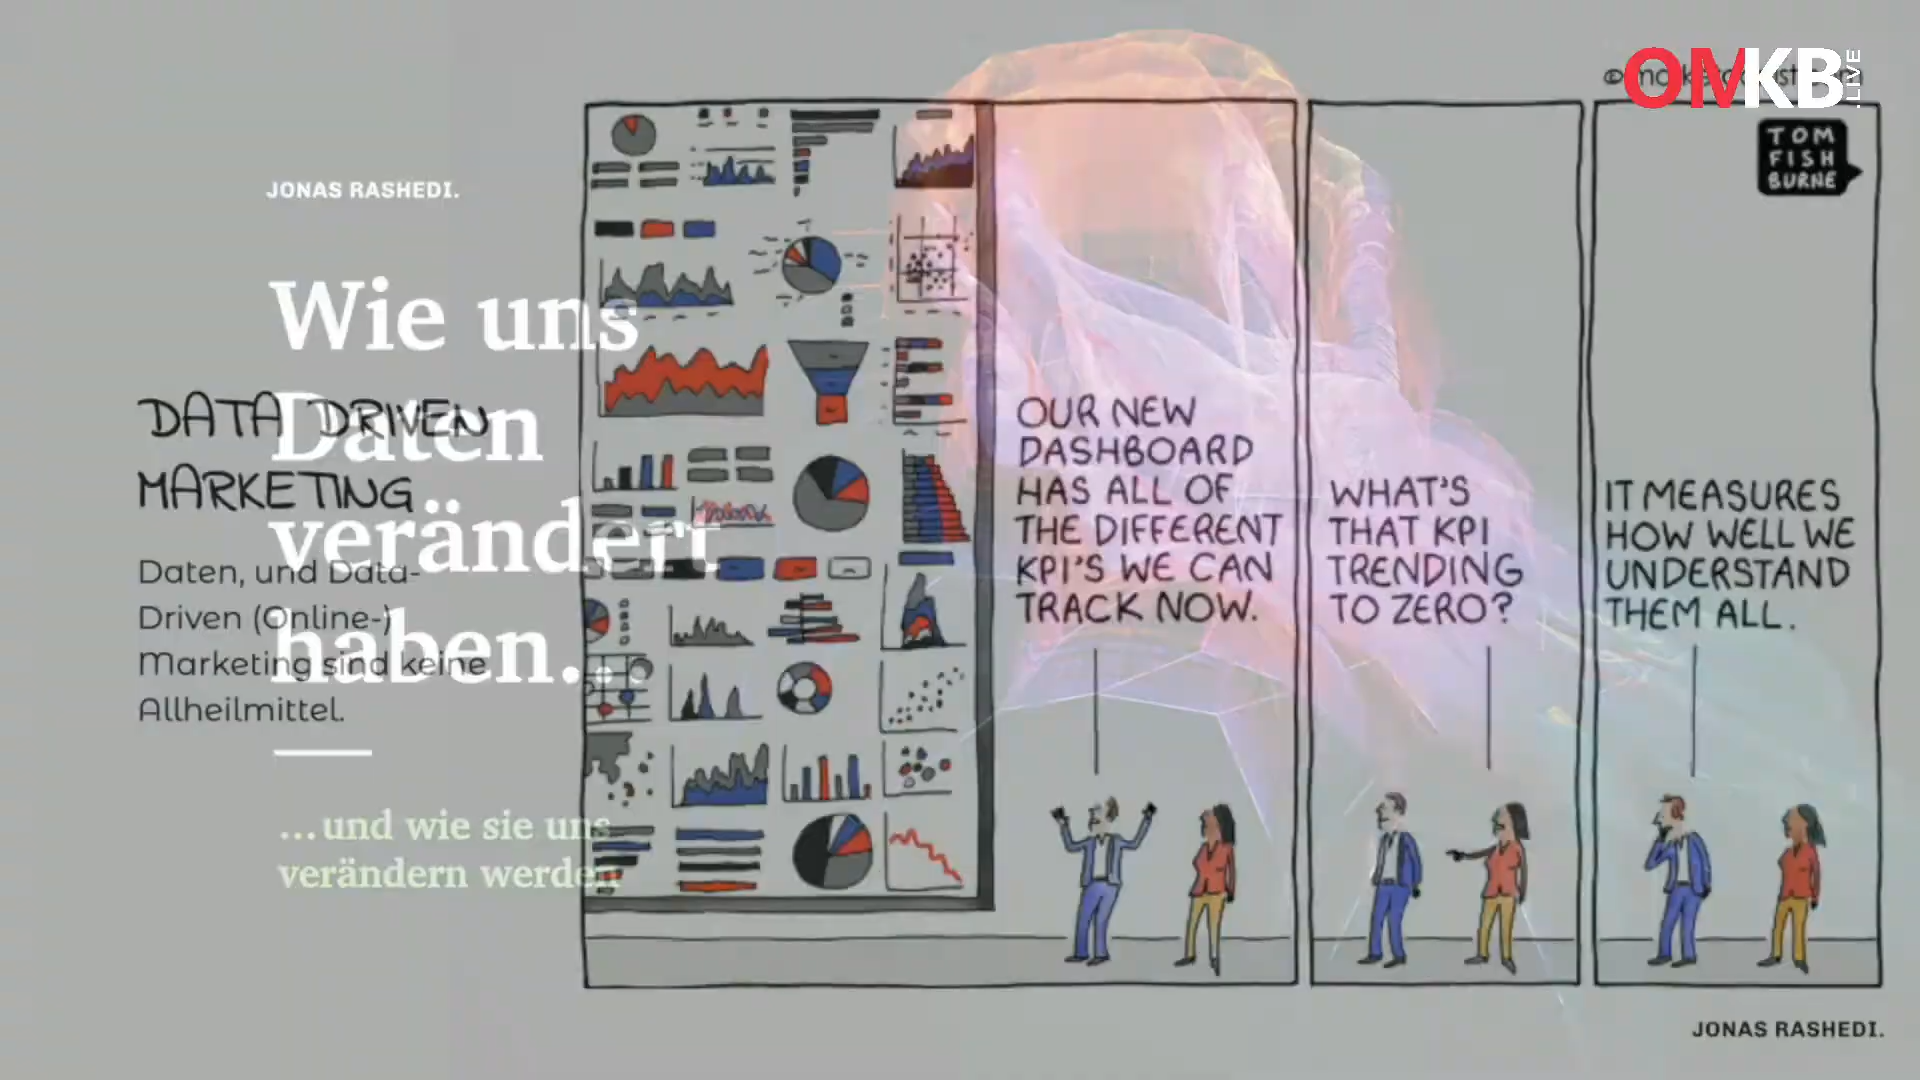 OMKB
.LIVE
TOM
FISH
BURNE
JONAS RASHEDI.
Wie uns
Daten
verändert
haben...
...und wie sie uns
verändern werden
DATA DRIVEN
MARKETING
Daten, und Data-
Driven (Online-)
Marketing sind keine
Allheilmittel.
OUR NEW
DASHBOARD
HAS ALL OF
THE DIFFERENT
KPI'S WE CAN
TRACK NOW.
WHAT'S
THAT KPI
TRENDING
TO ZERO?
IT MEASURES
HOW WELL WE
UNDERSTAND
THEM ALL.
JONAS RASHEDI.